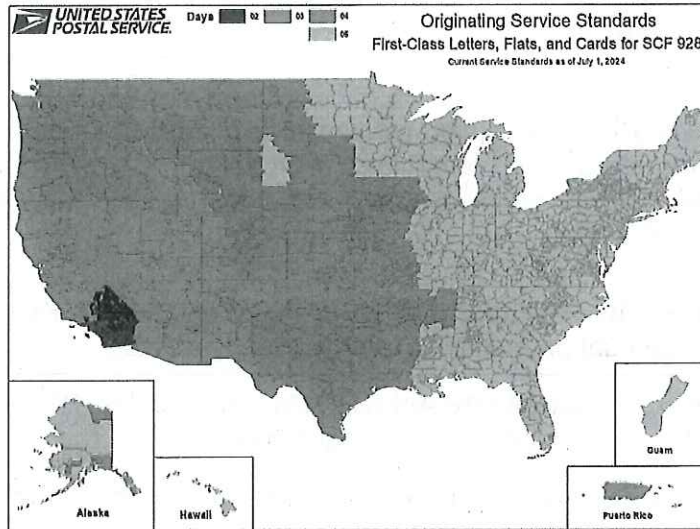 UNITED STATES
POSTAL SERVICE.
Days 02 03 04
05
Originating Service Standards
First-Class Letters, Flats, and Cards for SCF 928
Current Service Standards as of July 1, 2024
Alaska
Hawaii
Guam
Puerto Rico